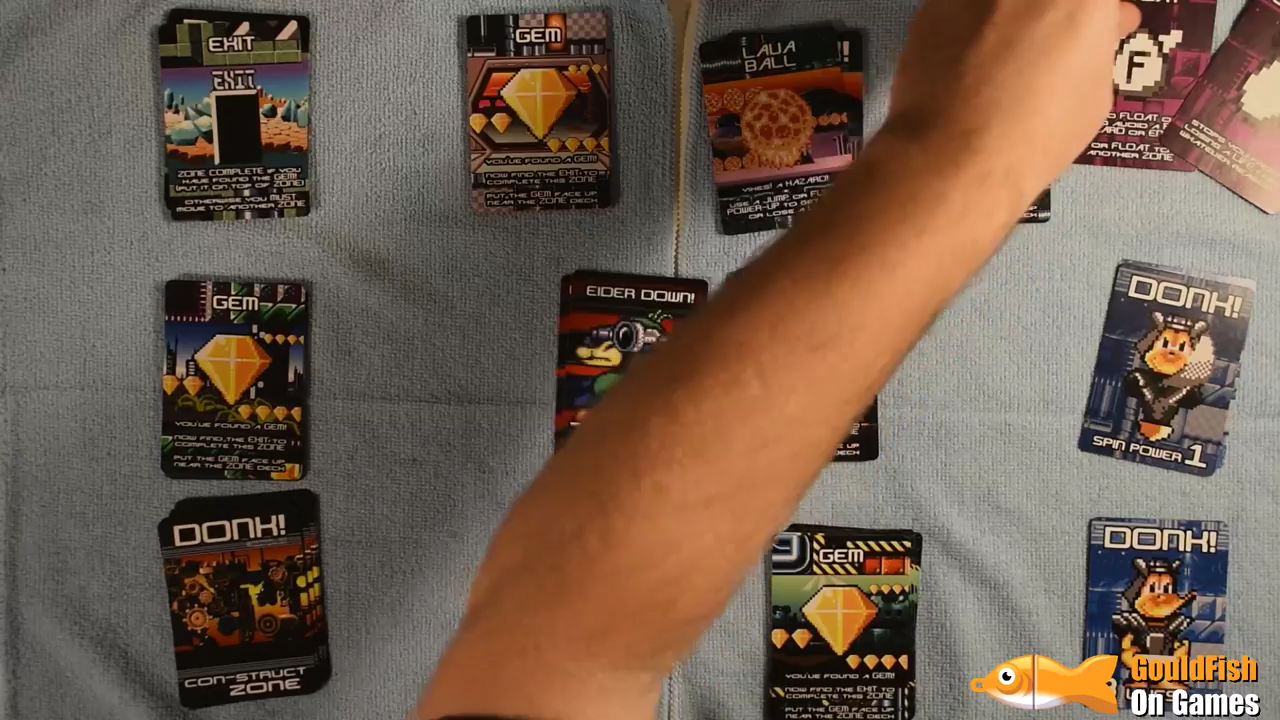 EXIT
EXIT
ZONE COMPLETE IF YOU
HAVE FOUND THE GEM!
(PUT IT ON TOP OF ZONE)
OTHERWISE YOU MUST
MOVE TO ANOTHER ZONE
GEM
YOU'VE FOUND A GEM!
NOW FIND THE EXIT TO
COMPLETE THIS ZONE
PUT THE GEM FACE UP
NEAR THE ZONE DECK
LAVA
BALL
YIKES! A HAZARD!
USE A JUMP, OR
POWER-UP TO
OR LOSE A
F
FLOAT
AVOID A
OR
OR FLOAT TO
ANOTHER ZONE
GEM
YOU'VE FOUND A GEM!
NOW FIND THE EXIT TO
COMPLETE THIS ZONE
PUT THE GEM FACE UP
NEAR THE ZONE DECK
EIDER DOWN!
DONK!
SPIN POWER 1
DONK!
CON-STRUCT
ZONE
GEM
YOU'VE FOUND A GEM!
NOW FIND THE EXIT TO
COMPLETE THIS ZONE
PUT THE GEM FACE UP
NEAR THE ZONE DECK
DONK!
GouldFish
On Games